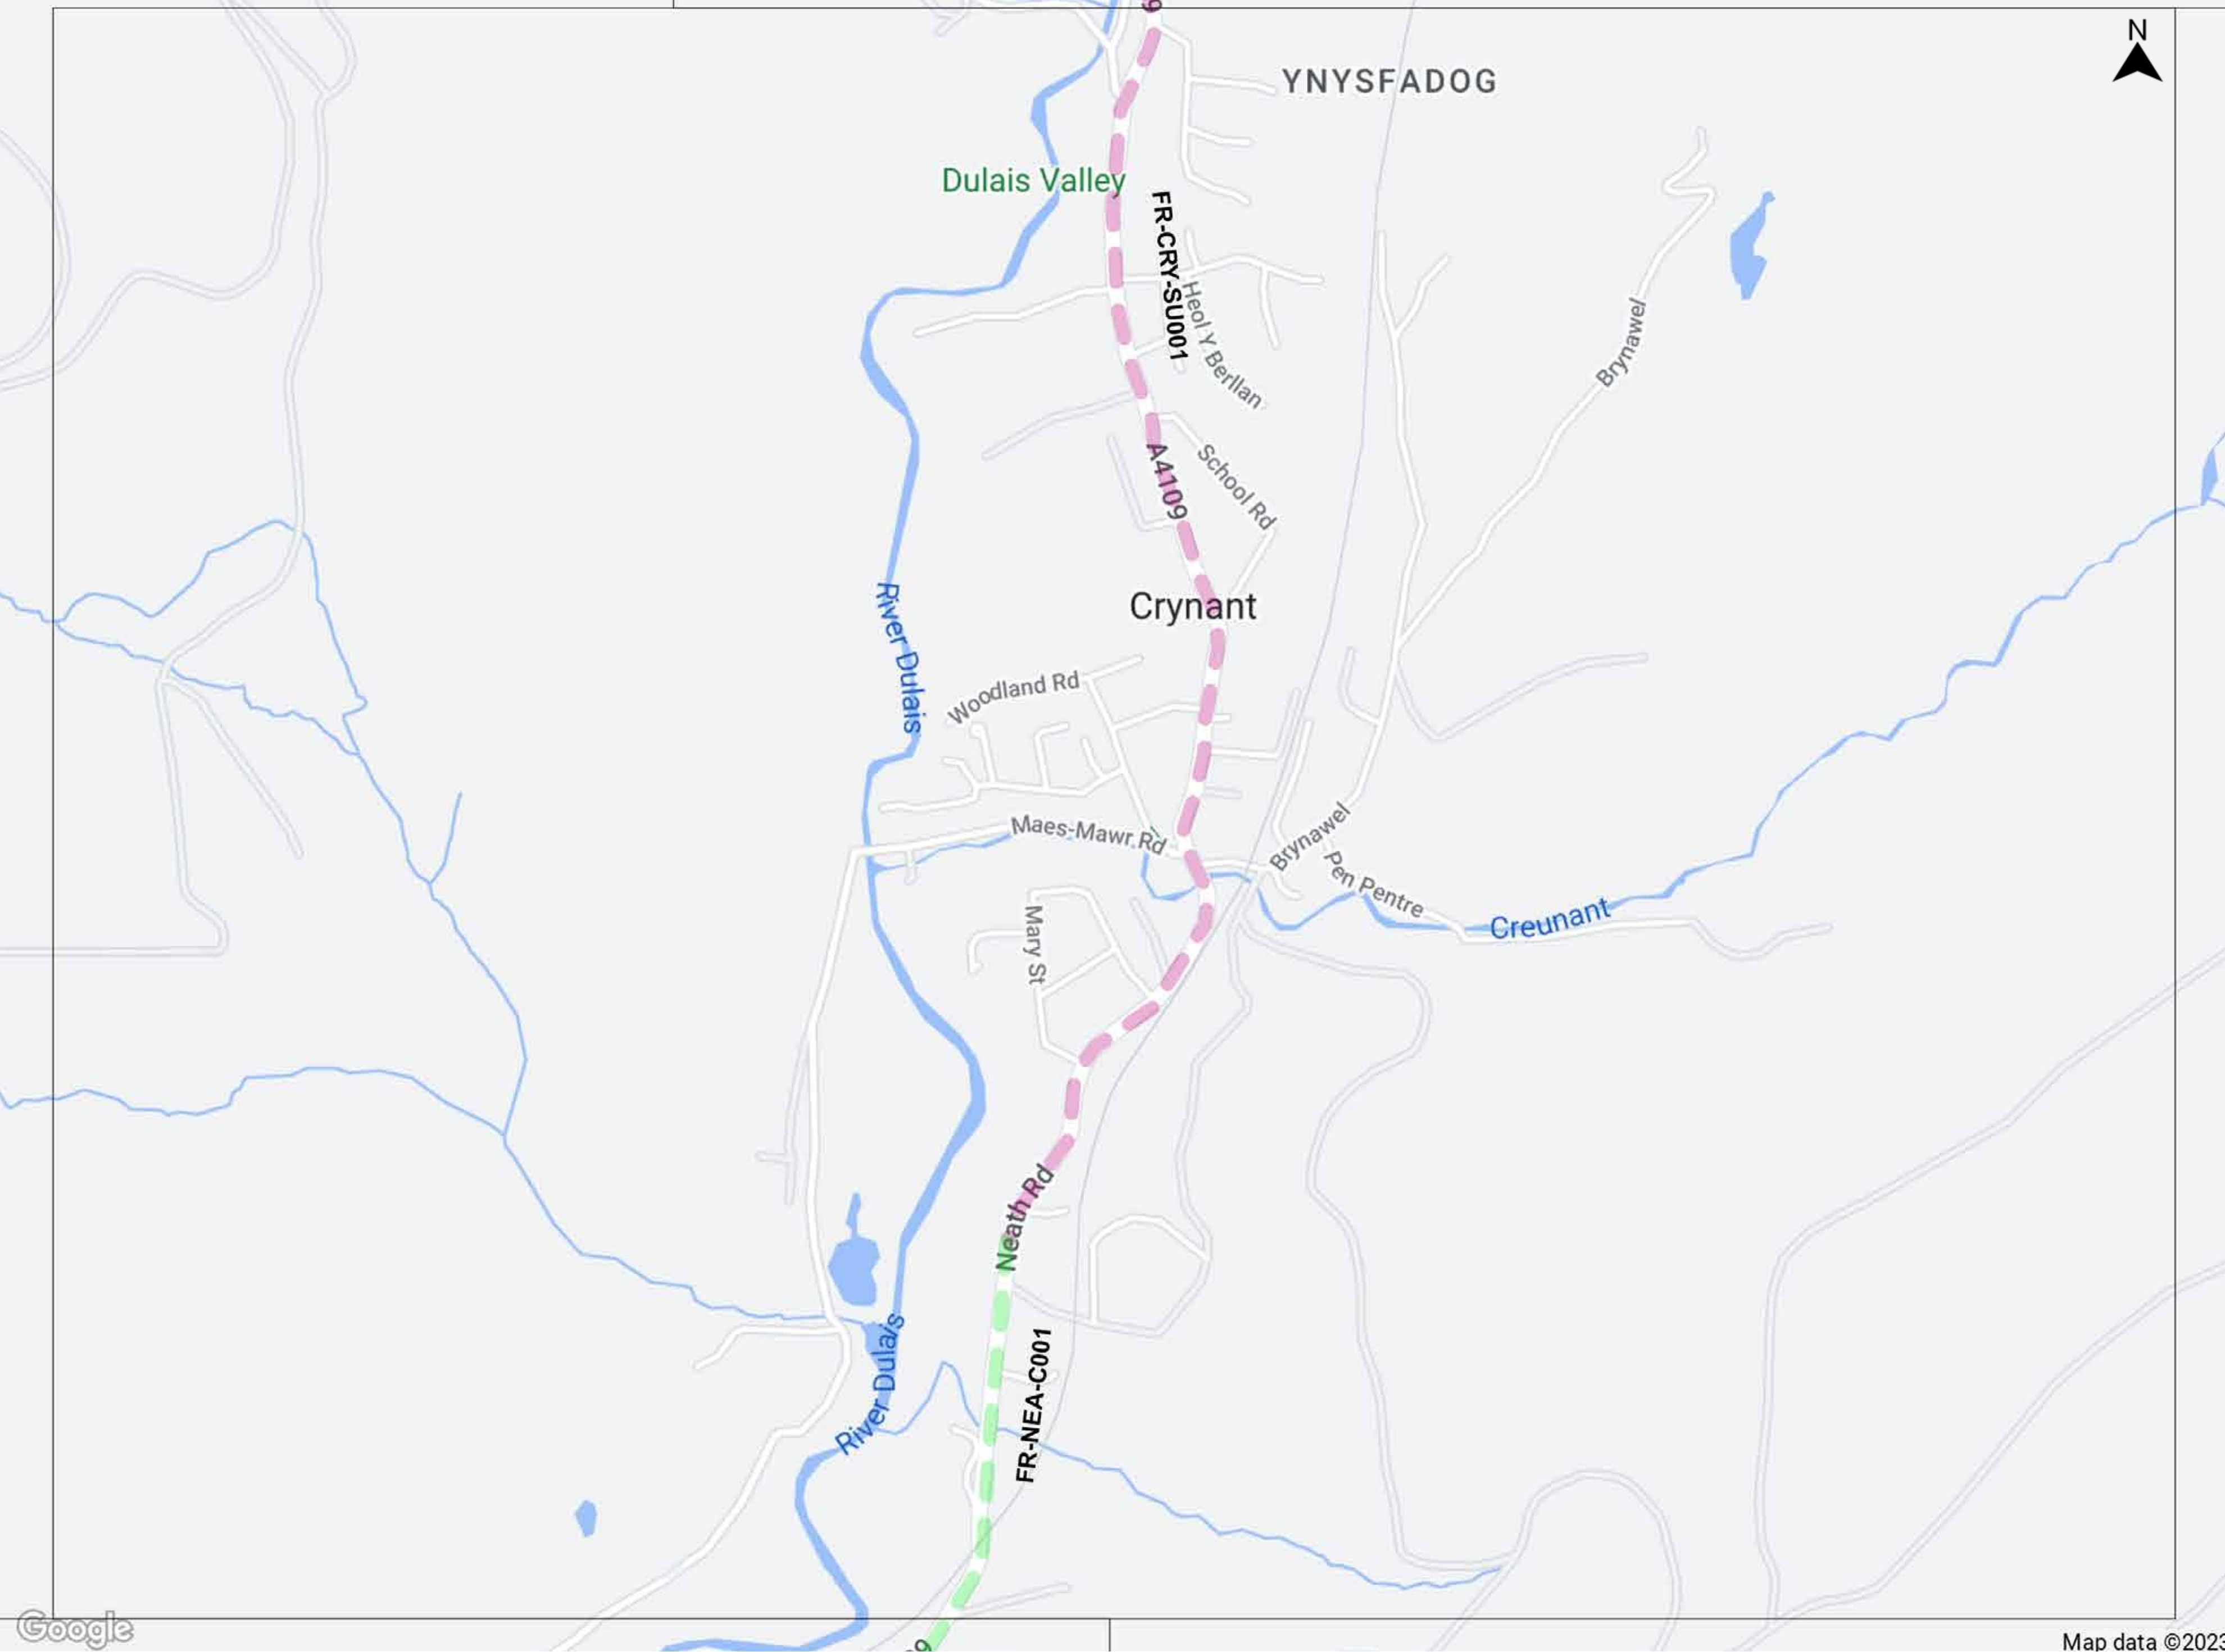 9
N
YNYSFADOG
Dulais Valley
FR-CRY-SU001
Heol Y Berllan
Brynawel
A4109
School Rd
River Dulais
Crynant
Woodland Rd
Maes-Mawr Rd
Brynawel
Pen Pentre
Creunant
Mary St
Neath Rd
FR-NEA-C001
River Dulais
Google
Map data ©2023